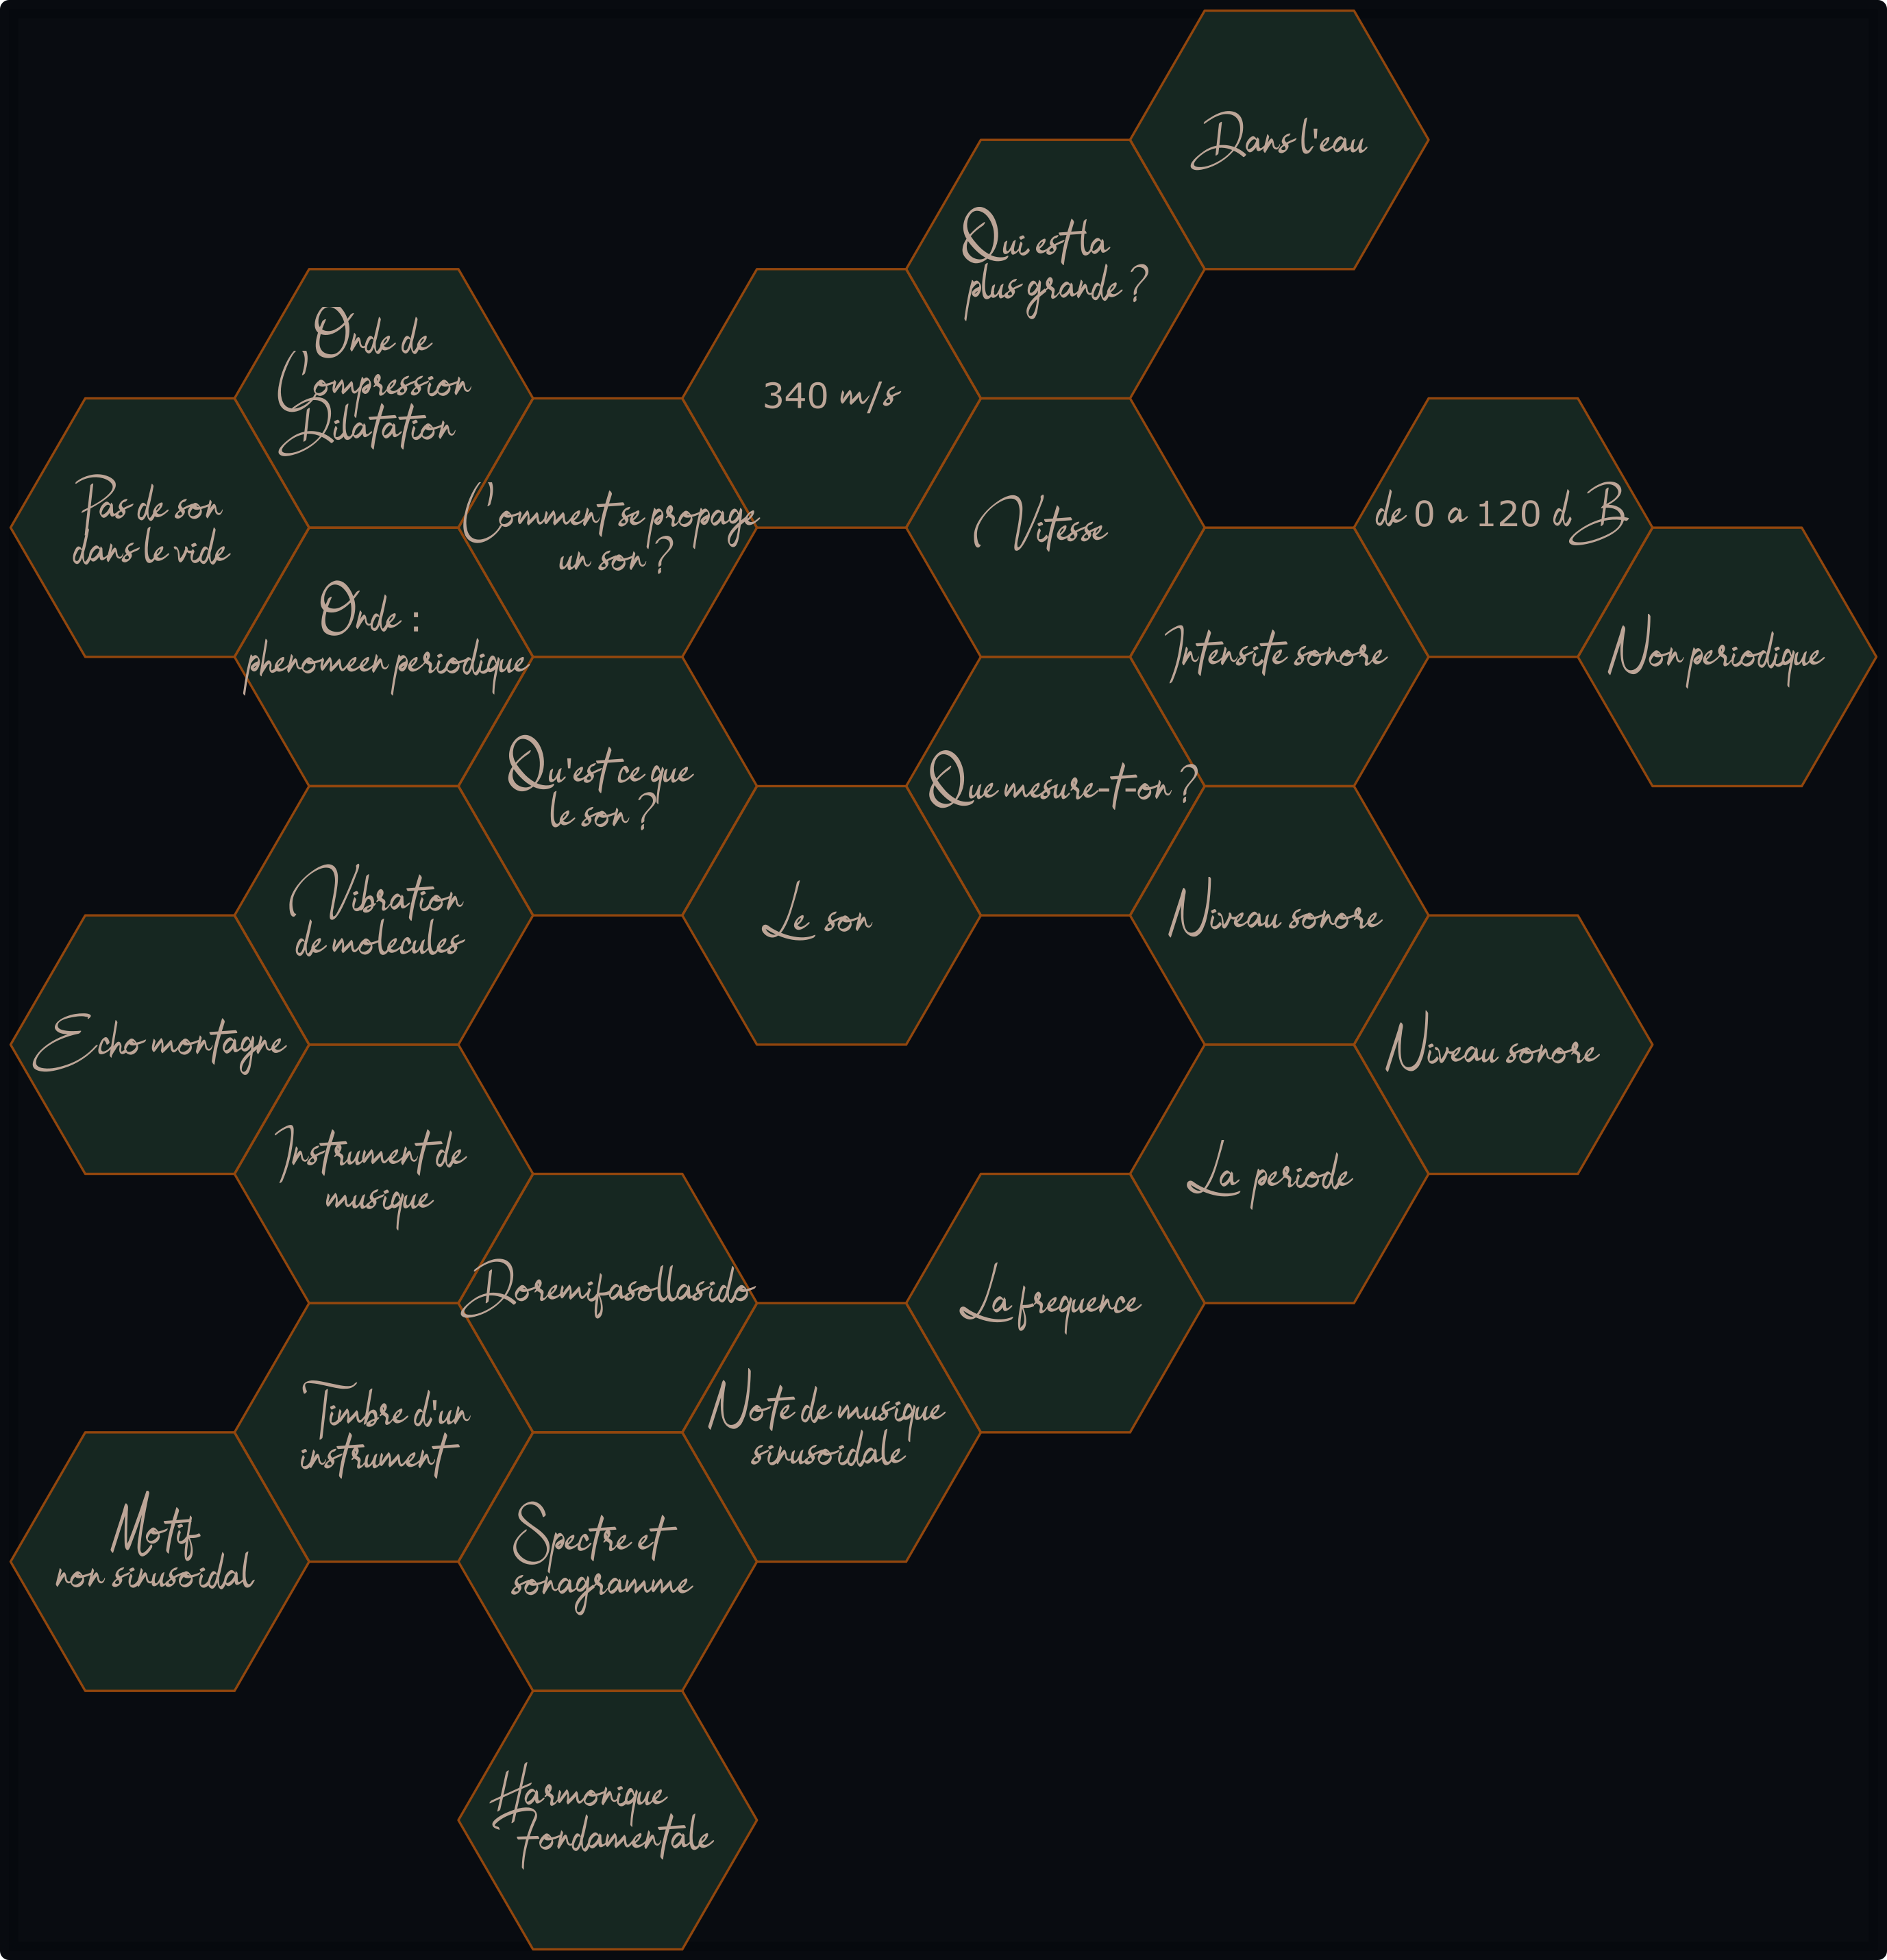 Dans l'eau
Qui est la
plus grande ?
Onde de
Compression
Dilatation
340 m/s
Pas de son
dans le vide
Comment se propage
un son ?
Vitesse
de 0 a 120 d B
Onde :
phenomeen periodique
Intensite sonore
Non periodique
Qu'est ce que
le son ?
Que mesure-t-on ?
Vibration
de molecules
Le son
Niveau sonore
Echo montagne
Niveau sonore
Instrument de
musique
La periode
Doremifasollasido
La frequence
Timbre d'un
instrument
Note de musique
sinusoidale
Motif
non sinusoidal
Spectre et
sonagramme
Harmonique
Fondamentale